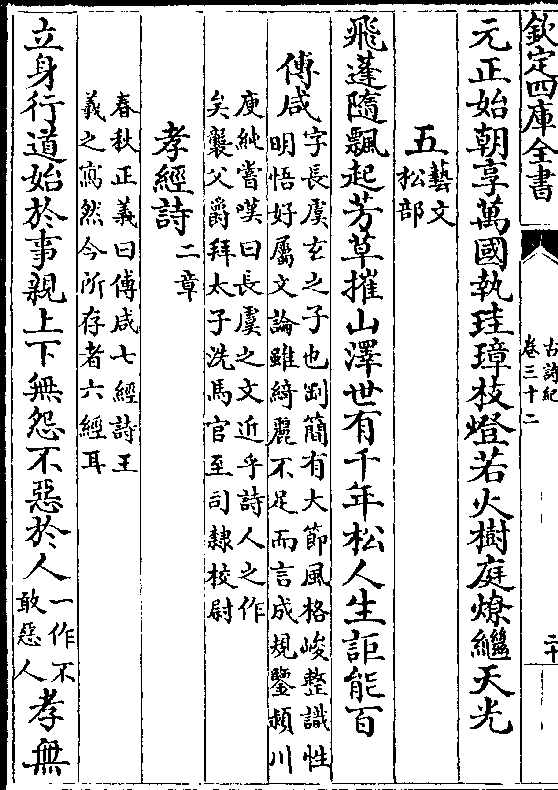 欽定四庫全書
古詩紀
卷三十二
二十
元正始朝享萬國執珪璋枝燈若火樹庭燎繼天光
五
藝文
松部
飛蓬隨飄起芳草摧山澤世有千年松人生詎能百
傅咸
字長虞玄之子也剛簡有大節風格峻整識性
明悟好屬文論雖綺麗不足而言成規鑒潁川
庾純嘗嘆曰長虞之文近乎詩人之作
矣襲父爵拜太子洗馬官至司隸校尉
孝經詩
二章
春秋正義曰傅咸七經詩王
羲之寫然今所存者六經耳
立身行道始於事親上下無怨不惡於人
一作不
敢惡人
孝無